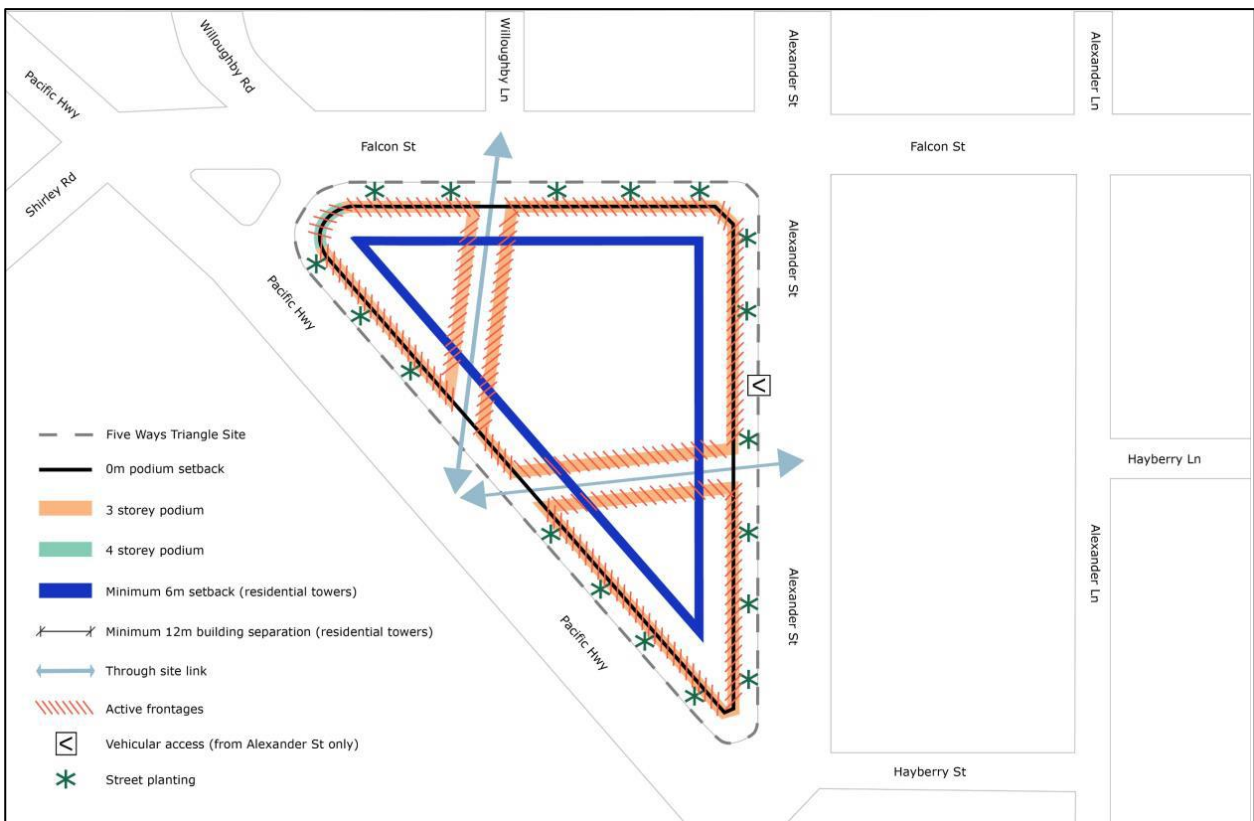 Pacific Hwy
Willoughby Rd
Willoughby Ln
Alexander St
Alexander Ln
Shirley Rd
Falcon St
Falcon St
Alexander St
Pacific Hwy
V
Hayberry Ln
Alexander Ln
Alexander St
Pacific Hwy
Hayberry St
Five Ways Triangle Site
0m podium setback
3 storey podium
4 storey podium
Minimum 6m setback (residential towers)
Minimum 12m building separation (residential towers)
Through site link
Active frontages
V
Vehicular access (from Alexander St only)
Street planting